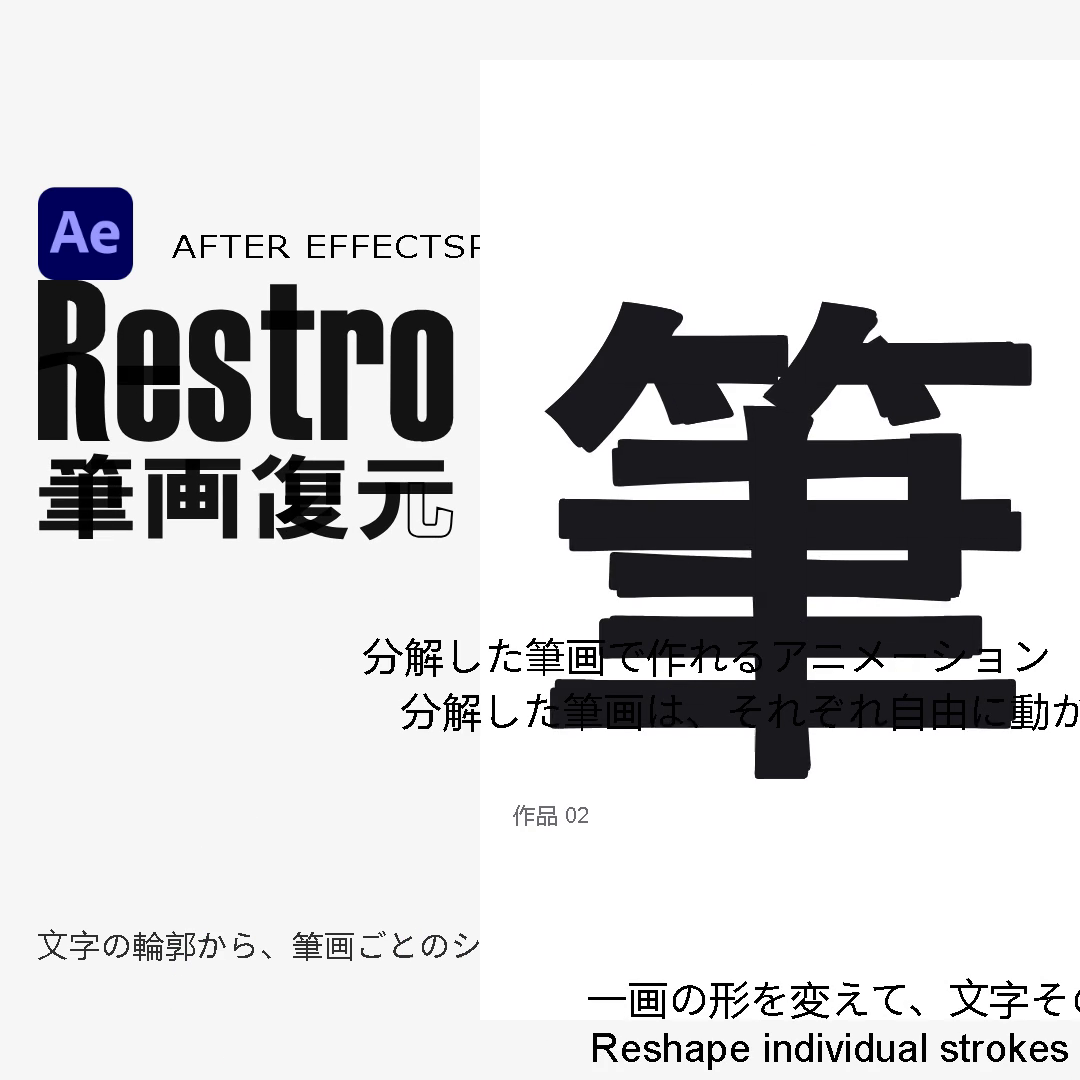 Ae
AFTER EFFECTS
Restro
筆画復元
筆
分解した筆画で作れるアニメーション
分解した筆画は、それぞれ自由に動か
作品 02
文字の輪郭から、筆画ごとのシ
一画の形を変えて、文字その
Reshape individual strokes